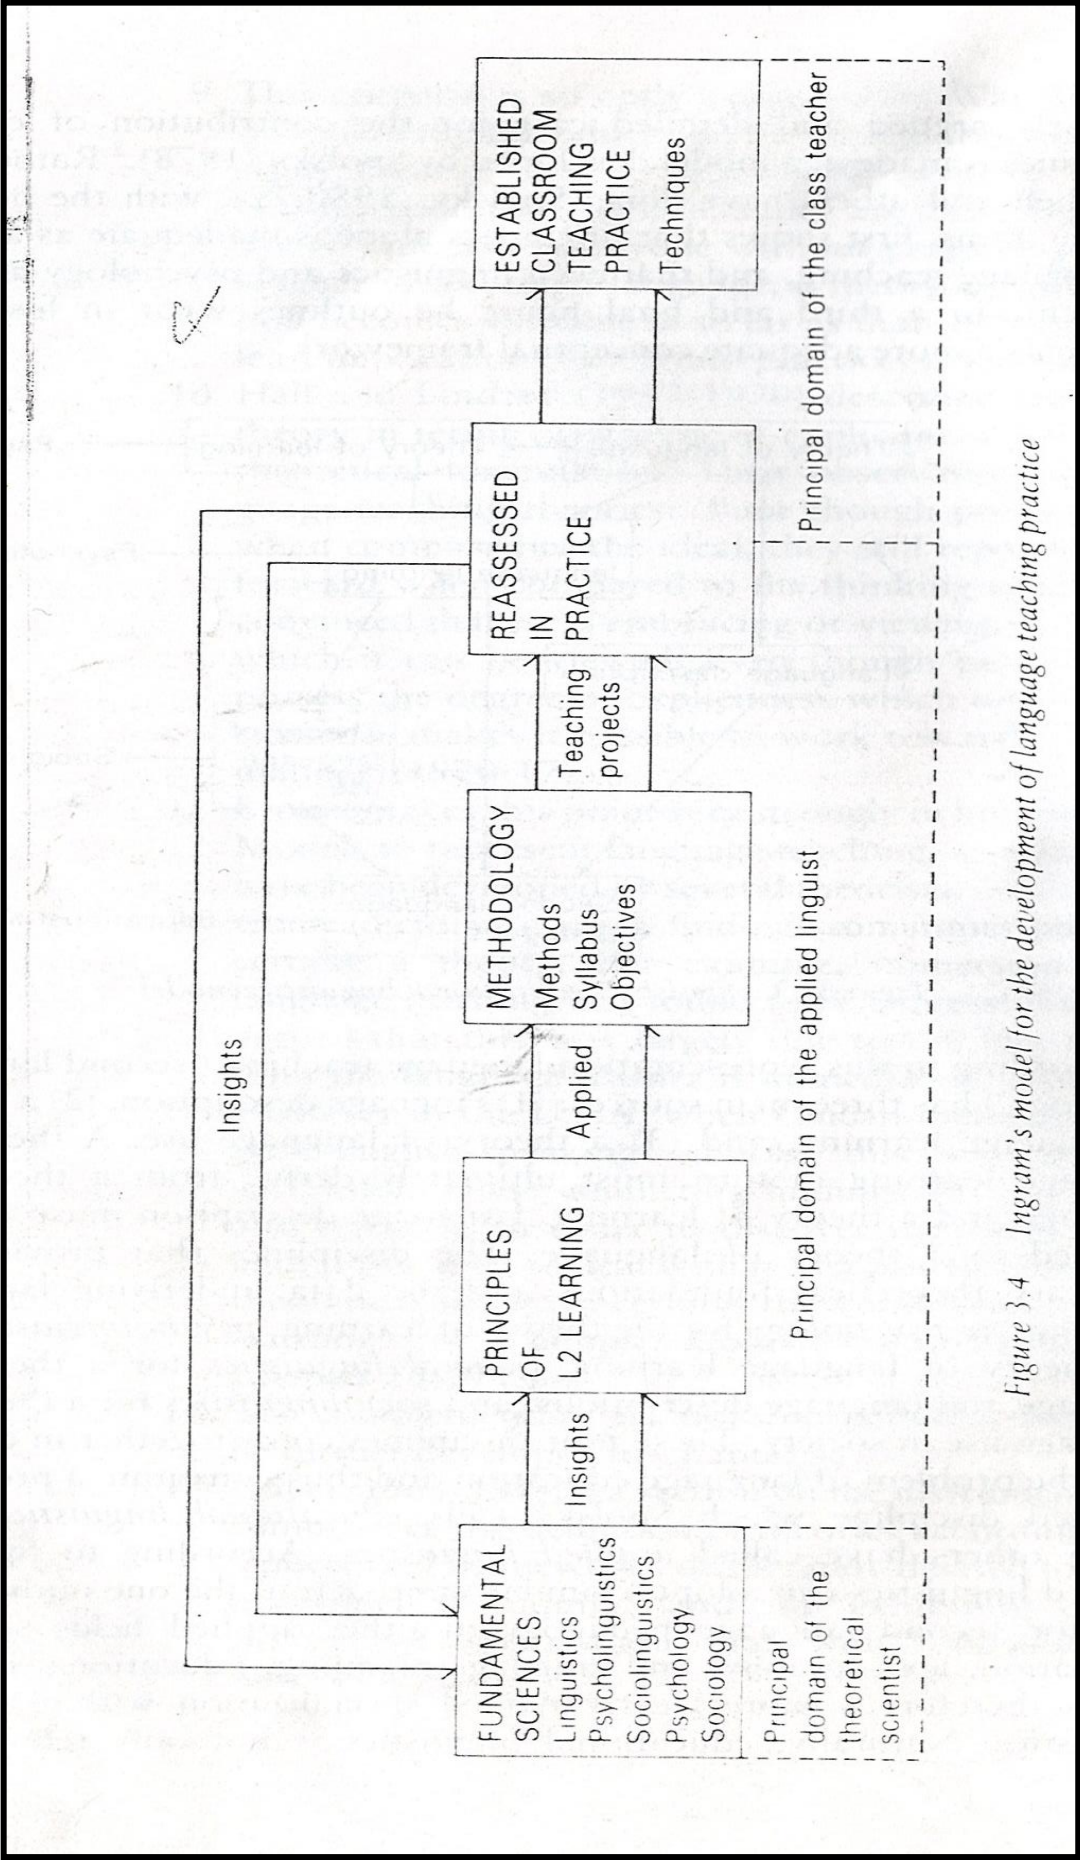 Insights
FUNDAMENTAL
SCIENCES
Linguistics
Psycholinguistics
Sociolinguistics
Psychology
Sociology
Insights
PRINCIPLES
OF
L2 LEARNING
Applied
METHODOLOGY
Methods
Syllabus
Objectives
Teaching
projects
REASSESSED
IN
PRACTICE
ESTABLISHED
CLASSROOM
TEACHING
PRACTICE
Techniques
Principal
domain of the
theoretical
scientist
Principal domain of the applied linguist
Principal domain of the class teacher
Figure 3.4 Ingram's model for the development of language teaching practice